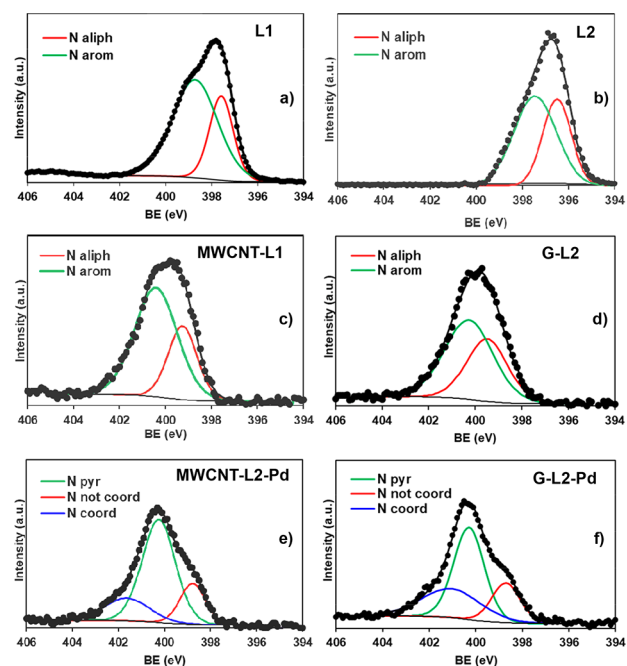 L1
N aliph
N arom
a)
Intensity (a.u.)
406 404 402 400 398 396 394
BE (eV)
L2
N aliph
N arom
b)
Intensity (a.u.)
406 404 402 400 398 396 394
BE (eV)
MWCNT-L1
N aliph
N arom
c)
Intensity (a.u.)
406 404 402 400 398 396 394
BE (eV)
G-L2
N aliph
N arom
d)
Intensity (a.u.)
406 404 402 400 398 396 394
BE (eV)
MWCNT-L2-Pd
N pyr
N not coord
N coord
e)
Intensity (a.u.)
406 404 402 400 398 396 394
BE (eV)
G-L2-Pd
N pyr
N not coord
N coord
f)
Intensity (a.u.)
406 404 402 400 398 396 394
BE (eV)